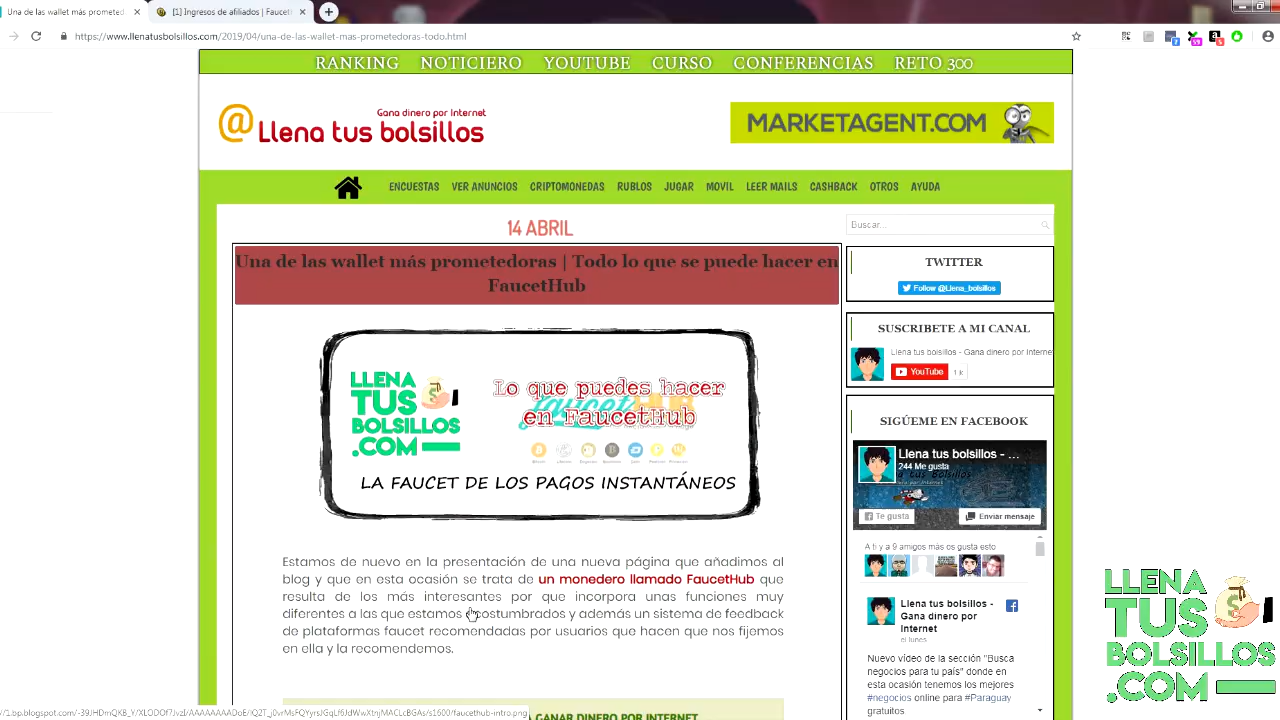 Una de las wallet más prometed
[1] Ingresos de afiliados | Faucet
https://www.llenatusbolsillos.com/2019/04/una-de-las-wallet-mas-prometedoras-todo.html
RANKING NOTICIERO YOUTUBE CURSO CONFERENCIAS RETO 300
@ Llena tus bolsillos
Gana dinero por Internet
MARKETAGENT.COM
ENCUESTAS VER ANUNCIOS CRIPTOMONEDAS RUBLOS JUGAR MOVIL LEER MAILS CASHBACK OTROS AYUDA
14 ABRIL
Una de las wallet más prometedoras | Todo lo que se puede hacer en
FaucetHub
LLENA
TUS
BOLSILLOS
.COM
Lo que puedes hacer
en FaucetHub
LA FAUCET DE LOS PAGOS INSTANTÁNEOS
Estamos de nuevo en la presentación de una nueva página que añadimos al
blog y que en esta ocasión se trata de un monedero llamado FaucetHub que
resulta de los más interesantes por que incorpora unas funciones muy
diferentes a las que estamos acostumbrados y además un sistema de feedback
de plataformas faucet recomendadas por usuarios que hacen que nos fijemos
en ella y la recomendemos.
A GANAR DINERO POR INTERNET
Buscar...
TWITTER
Follow @Llena_bolsillos
SUSCRIBETE A MI CANAL
Llena tus bolsillos - Gana dinero por Internet
YouTube 1 k
SIGÚEME EN FACEBOOK
Llena tus bolsillos - ...
244 Me gusta
Te gusta
Enviar mensaje
A ti y a 9 amigos más os gusta esto
Llena tus bolsillos -
Gana dinero por
Internet
el lunes
Nuevo vídeo de la sección "Busca
negocios para tu país" donde en
esta ocasión tenemos los mejores
#negocios online para #Paraguay
gratuitos
LLENA
TUS
BOLSILLOS
.COM